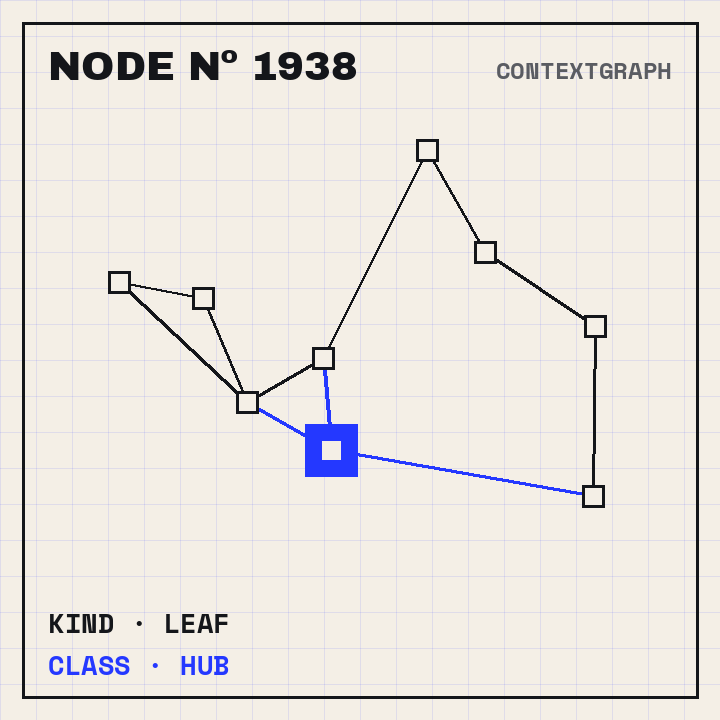 NODE Nº 1938
CONTEXTGRAPH
KIND · LEAF
CLASS · HUB